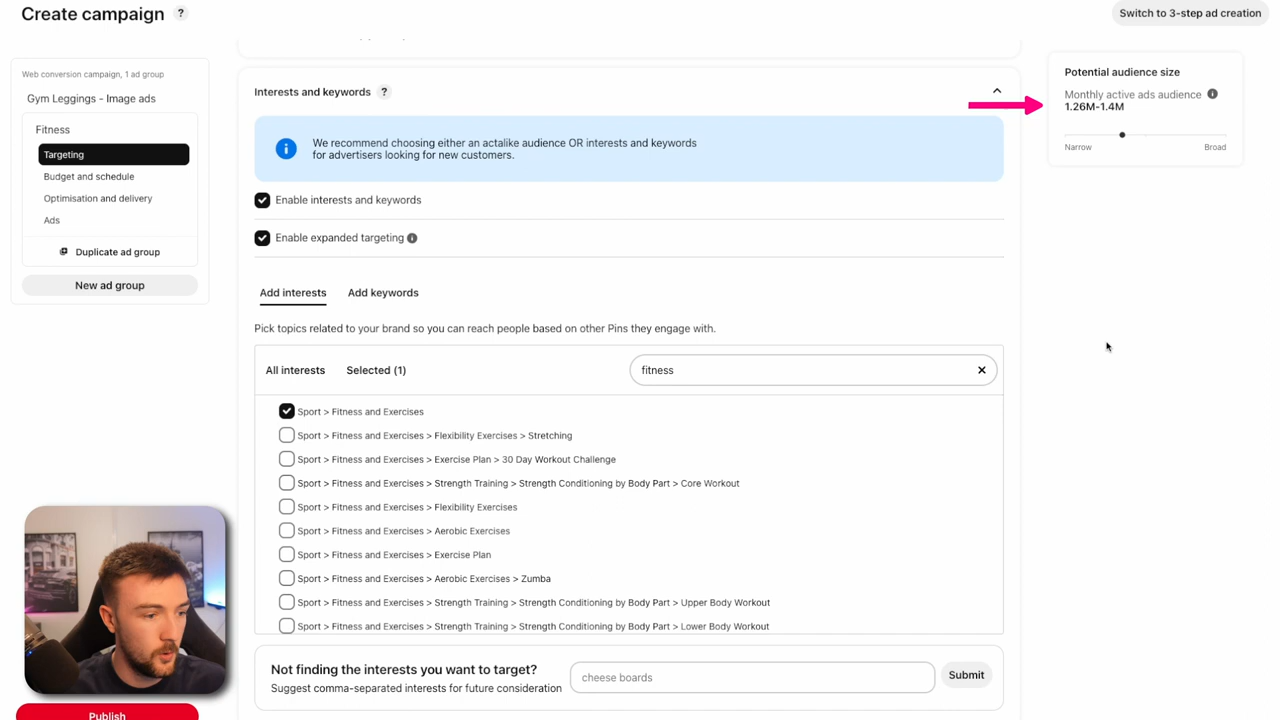 Create campaign ?
Switch to 3-step ad creation
Web conversion campaign, 1 ad group
Gym Leggings - Image ads
Fitness
Targeting
Budget and schedule
Optimisation and delivery
Ads
Duplicate ad group
New ad group
Publish
Interests and keywords ?
We recommend choosing either an actalike audience OR interests and keywords
for advertisers looking for new customers.
Enable interests and keywords
Enable expanded targeting
Add interests Add keywords
Pick topics related to your brand so you can reach people based on other Pins they engage with.
All interests Selected (1) fitness
Sport > Fitness and Exercises
Sport > Fitness and Exercises > Flexibility Exercises > Stretching
Sport > Fitness and Exercises > Exercise Plan > 30 Day Workout Challenge
Sport > Fitness and Exercises > Strength Training > Strength Conditioning by Body Part > Core Workout
Sport > Fitness and Exercises > Flexibility Exercises
Sport > Fitness and Exercises > Aerobic Exercises
Sport > Fitness and Exercises > Exercise Plan
Sport > Fitness and Exercises > Aerobic Exercises > Zumba
Sport > Fitness and Exercises > Strength Training > Strength Conditioning by Body Part > Upper Body Workout
Sport > Fitness and Exercises > Strength Training > Strength Conditioning by Body Part > Lower Body Workout
Not finding the interests you want to target?
Suggest comma-separated interests for future consideration
cheese boards
Submit
Potential audience size
Monthly active ads audience
1.26M-1.4M
Narrow Broad